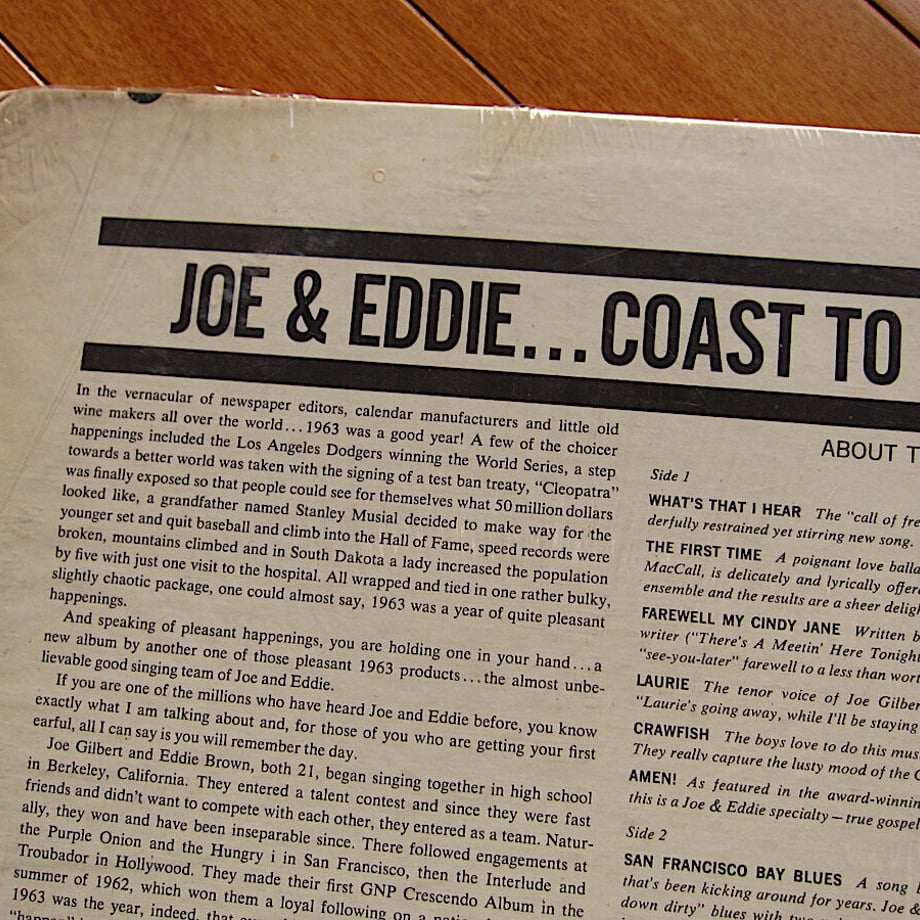 JOE & EDDIE...COAST TO
In the vernacular of newspaper editors, calendar manufacturers and little old
wine makers all over the world...1963 was a good year! A few of the choicer
happenings included the Los Angeles Dodgers winning the World Series, a step
towards a better world was taken with the signing of a test ban treaty, "Cleopatra"
was finally exposed so that people could see for themselves what 50 million dollars
looked like, a grandfather named Stanley Musial decided to make way for the
younger set and quit baseball and climb into the Hall of Fame, speed records were
broken, mountains climbed and in South Dakota a lady increased the population
by five with just one visit to the hospital. All wrapped and tied in one rather bulky,
slightly chaotic package, one could almost say, 1963 was a year of quite pleasant
happenings.
And speaking of pleasant happenings, you are holding one in your hand...a
new album by another one of those pleasant 1963 products...the almost unbe-
lievable good singing team of Joe and Eddie.
If you are one of the millions who have heard Joe and Eddie before, you know
exactly what I am talking about and, for those of you who are getting your first
earful, all I can say is you will remember the day.
Joe Gilbert and Eddie Brown, both 21, began singing together in high school
in Berkeley, California. They entered a talent contest and since they were fast
friends and didn't want to compete with each other, they entered as a team. Natur-
ally, they won and have been inseparable since. There followed engagements at
the Purple Onion and the Hungry i in San Francisco, then the Interlude and
Troubador in Hollywood. They made their first GNP Crescendo Album in the
summer of 1962, which won them a loyal following on a
1963 was the year, indeed, that
ABOUT T
Side 1
WHAT'S THAT I HEAR The "call of fre
derfully restrained yet stirring new song.
THE FIRST TIME A poignant love balla
MacCall, is delicately and lyrically offer
ensemble and the results are a sheer delig
FAREWELL MY CINDY JANE Written b
writer ("There's A Meetin' Here Tonight
"see-you-later" farewell to a less than wort
LAURIE The tenor voice of Joe Gilber
"Laurie's going away, while I'll be staying
CRAWFISH The boys love to do this mus
They really capture the lusty mood of the C
AMEN! As featured in the award-winnin
this is a Joe & Eddie specialty — true gospel
Side 2
SAN FRANCISCO BAY BLUES A song b
that's been kicking around for years. Joe a
down dirty" blues with two